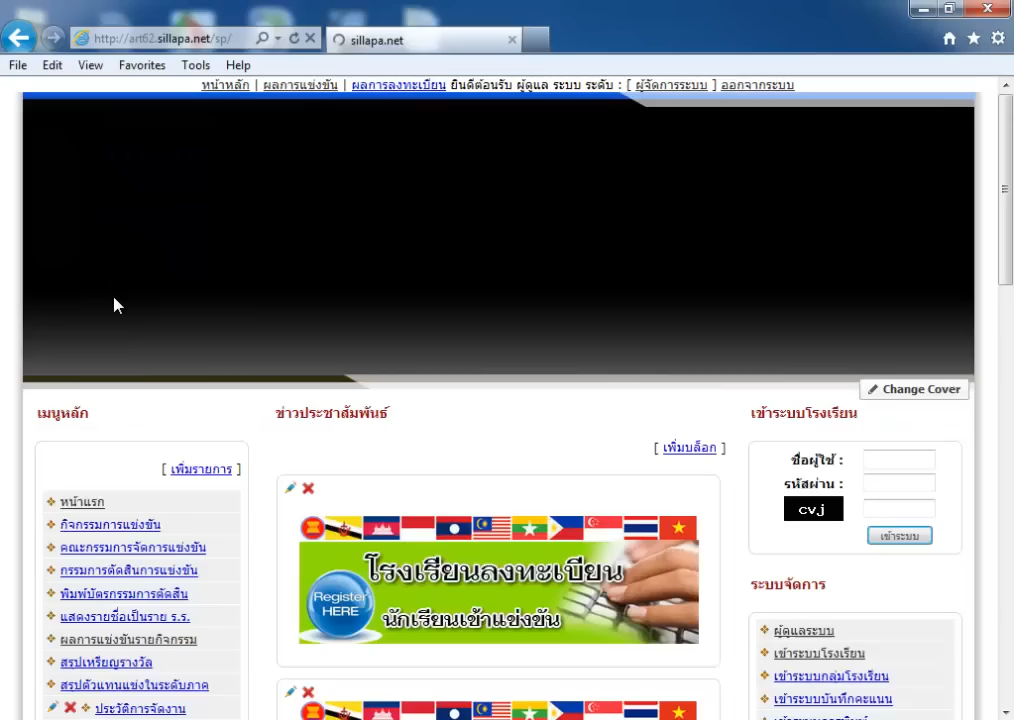 http://art62.sillapa.net/sp/
sillapa.net
File Edit View Favorites Tools Help
หน้าหลัก | ผลการแข่งขัน | ผลการลงทะเบียน ยินดีต้อนรับ ผู้ดูแล ระบบ ระดับ : [ ผู้จัดการระบบ ] ออกจากระบบ
Change Cover
เมนูหลัก
[ เพิ่มรายการ ]
หน้าแรก
กิจกรรมการแข่งขัน
คณะกรรมการจัดการแข่งขัน
กรรมการตัดสินการแข่งขัน
พิมพ์บัตรกรรมการตัดสิน
แสดงรายชื่อเป็นราย ร.ร.
ผลการแข่งขันรายกิจกรรม
สรุปเหรียญรางวัล
สรุปตัวแทนแข่งในระดับภาค
ประวัติการจัดงาน
ข่าวประชาสัมพันธ์
[ เพิ่มบล็อก ]
โรงเรียนลงทะเบียน
Register
HERE
นักเรียนเข้าแข่งขัน
เข้าระบบโรงเรียน
ชื่อผู้ใช้ :
รหัสผ่าน :
cvj
เข้าระบบ
ระบบจัดการ
ผู้ดูแลระบบ
เข้าระบบโรงเรียน
เข้าระบบกลุ่มโรงเรียน
เข้าระบบบันทึกคะแนน